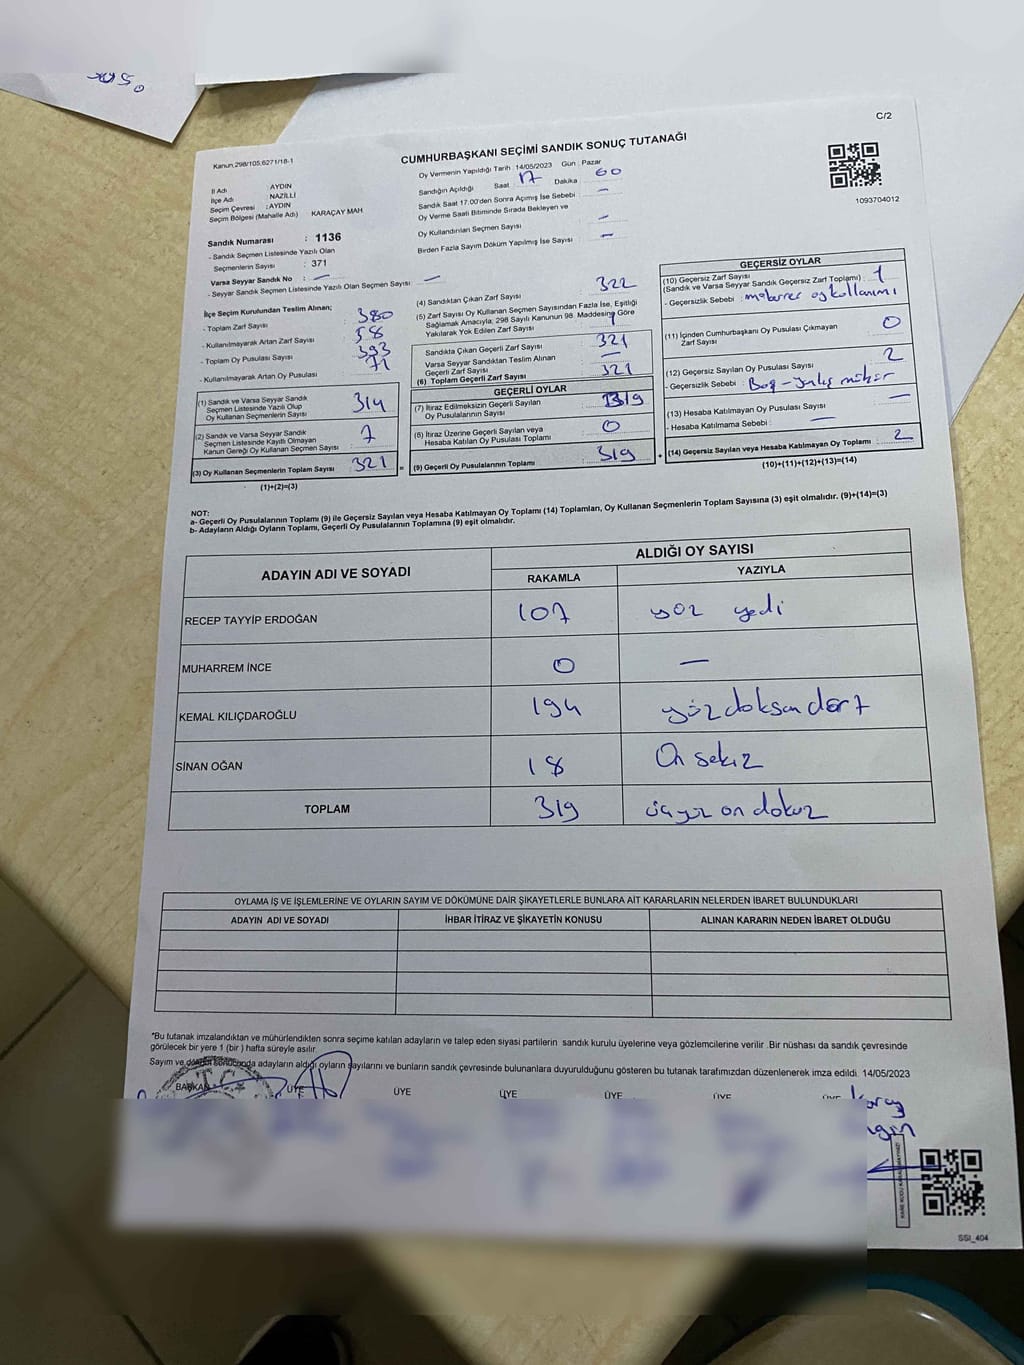 C/2
Kanun 298/105,6271/18-1
CUMHURBAŞKANI SEÇİMİ SANDIK SONUÇ TUTANAĞI
1093704012
İl Adı AYDIN
İlçe Adı NAZİLLİ
Seçim Çevresi : AYDIN
Seçim Bölgesi (Mahalle Adı) KARAÇAY MAH.
Oy Vermenin Yapıldığı Tarih : 14/05/2023 Gün : Pazar
Sandığın Açıldığı Saat : 17 Dakika 60
Sandık Saat 17.00'den Sonra Açımış İse Sebebi : –
Oy Verme Saati Bitiminde Sırada Bekleyen ve
Oy Kullandırılan Seçmen Sayısı –
Birden Fazla Sayım Döküm Yapılmış İse Sayısı –
Sandık Numarası : 1136
- Sandık Seçmen Listesinde Yazılı Olan
Seçmenlerin Sayısı : 371
Varsa Seyyar Sandık No : –
- Seyyar Sandık Seçmen Listesinde Yazılı Olan Seçmen Sayısı : –
İlçe Seçim Kurulundan Teslim Alınan;
- Toplam Zarf Sayısı 380
- Kullanılmayarak Artan Zarf Sayısı 58
- Toplam Oy Pusulası Sayısı 393
- Kullanılmayarak Artan Oy Pusulası 71
(1) Sandık ve Varsa Seyyar Sandık
Seçmen Listesinde Yazılı Olup
Oy Kullanan Seçmenlerin Sayısı 314
(2) Sandık ve Varsa Seyyar Sandık
Seçmen Listesinde Kayıtlı Olmayan
Kanun Gereği Oy Kullanan Seçmen Sayısı 7
(3) Oy Kullanan Seçmenlerin Toplam Sayısı 321 =
(1)+(2)=(3)
(4) Sandıktan Çıkan Zarf Sayısı 322
(5) Zarf Sayısı Oy Kullanan Seçmen Sayısından Fazla İse, Eşitliği
Sağlamak Amacıyla; 298 Sayılı Kanunun 98. Maddesine Göre
Yakılarak Yok Edilen Zarf Sayısı 1
Sandıkta Çıkan Geçerli Zarf Sayısı 321
Varsa Seyyar Sandıktan Teslim Alınan
Geçerli Zarf Sayısı –
(6) Toplam Geçerli Zarf Sayısı 321
GEÇERLİ OYLAR
(7) İtiraz Edilmeksizin Geçerli Sayılan
Oy Pusulalarının Sayısı 319
(8) İtiraz Üzerine Geçerli Sayılan veya
Hesaba Katılan Oy Pusulası Toplamı 0
(9) Geçerli Oy Pusulalarının Toplamı 319 +
GEÇERSİZ OYLAR
(10) Geçersiz Zarf Sayısı
(Sandık ve Varsa Seyyar Sandık Geçersiz Zarf Toplamı) : 1
- Geçersizlik Sebebi : mükerrer oy kullanımı
(11) İçinden Cumhurbaşkanı Oy Pusulası Çıkmayan
Zarf Sayısı 0
(12) Geçersiz Sayılan Oy Pusulası Sayısı 2
- Geçersizlik Sebebi : Boş - yanlış mühür
(13) Hesaba Katılmayan Oy Pusulası Sayısı –
- Hesaba Katılmama Sebebi : –
(14) Geçersiz Sayılan veya Hesaba Katılmayan Oy Toplamı : 2
(10)+(11)+(12)+(13)=(14)
NOT:
a- Geçerli Oy Pusulalarının Toplamı (9) ile Geçersiz Sayılan veya Hesaba Katılmayan Oy Toplamı (14) Toplamları, Oy Kullanan Seçmenlerin Toplam Sayısına (3) eşit olmalıdır. (9)+(14)=(3)
b- Adayların Aldığı Oyların Toplamı, Geçerli Oy Pusulalarının Toplamına (9) eşit olmalıdır.
ADAYIN ADI VE SOYADI ALDIĞI OY SAYISI
RAKAMLA YAZIYLA
RECEP TAYYİP ERDOĞAN 107 yüz yedi
MUHARREM İNCE 0 –
KEMAL KILIÇDAROĞLU 194 yüzdoksan dört
SİNAN OĞAN 18 On sekiz
TOPLAM 319 üçyüz on dokuz
OYLAMA İŞ VE İŞLEMLERİNE VE OYLARIN SAYIM VE DÖKÜMÜNE DAİR ŞİKAYETLERLE BUNLARA AİT KARARLARIN NELERDEN İBARET BULUNDUKLARI
ADAYIN ADI VE SOYADI İHBAR İTİRAZ VE ŞİKAYETİN KONUSU ALINAN KARARIN NEDEN İBARET OLDUĞU
*Bu tutanak imzalandıktan ve mühürlendikten sonra seçime katılan adayların ve talep eden siyasi partilerin sandık kurulu üyelerine veya gözlemcilerine verilir .Bir nüshası da sandık çevresinde
görülecek bir yere 1 (bir ) hafta süreyle asılır.
Sayım ve döküm sonucunda adayların aldığı oyların sayılarını ve bunların sandık çevresinde bulunanlara duyurulduğunu gösteren bu tutanak tarafımızdan düzenlenerek imza edildi. 14/05/2023
BAŞKAN ÜYE ÜYE ÜYE ÜYE ÜYE ÜYE
SSI_404